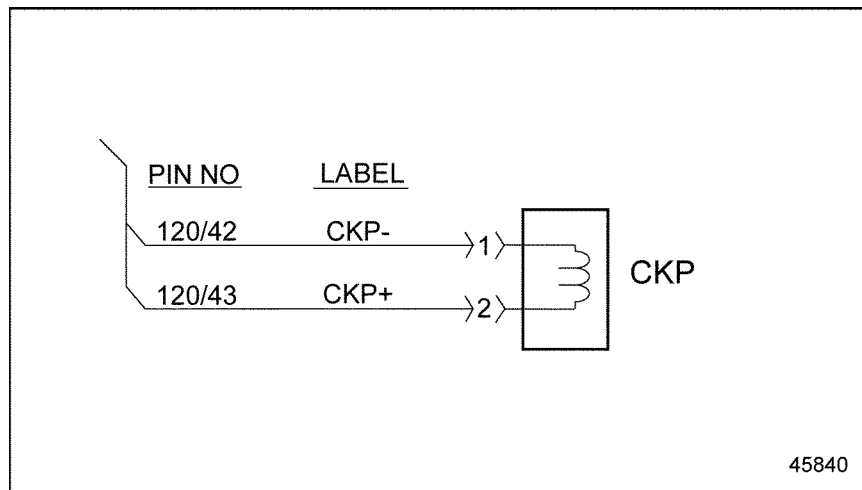 PIN NO LABEL
120/42 CKP- 1
CKP
120/43 CKP+ 2
45840